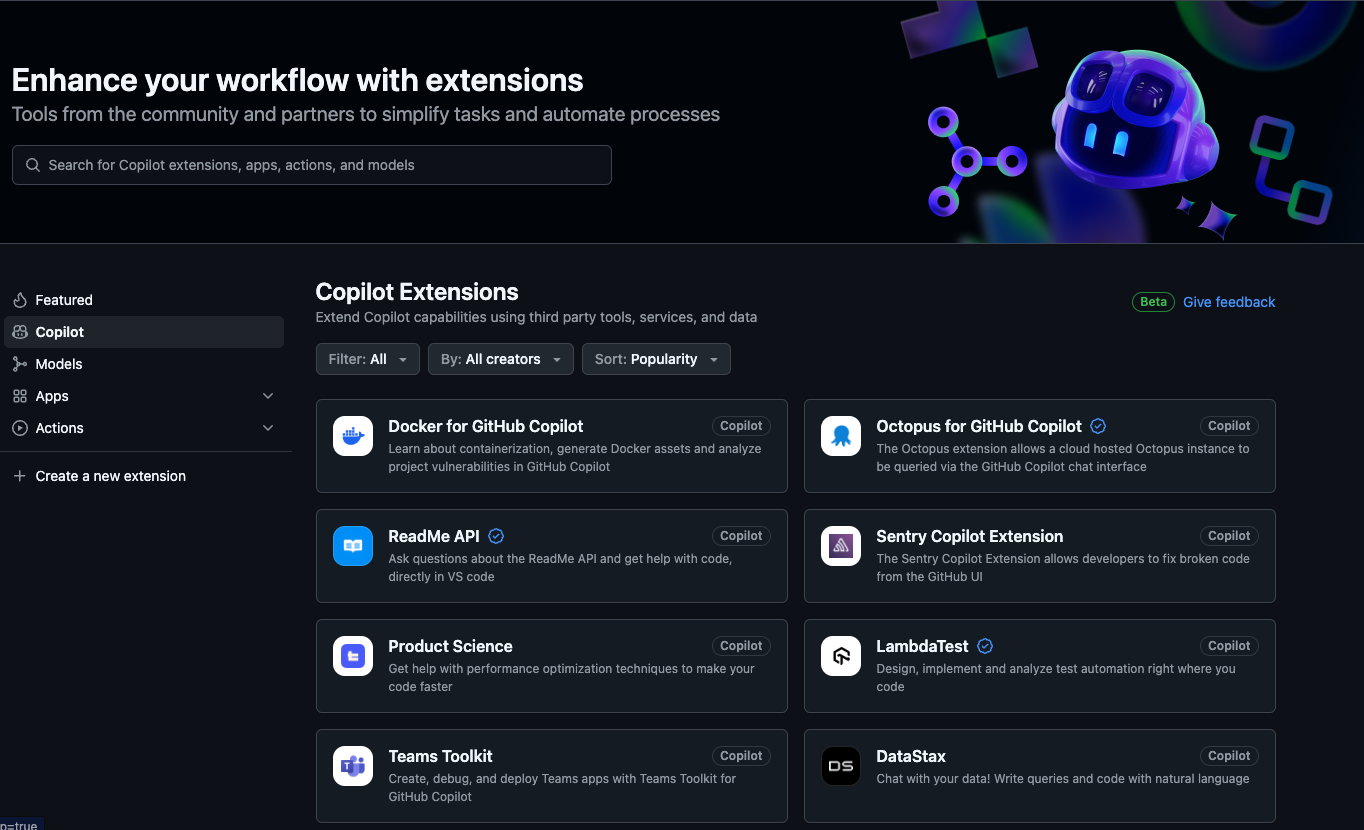 Enhance your workflow with extensions
Tools from the community and partners to simplify tasks and automate processes
Search for Copilot extensions, apps, actions, and models
Featured
Copilot
Models
Apps
Actions
Create a new extension
Copilot Extensions
Extend Copilot capabilities using third party tools, services, and data
Beta
Give feedback
Filter: All
By: All creators
Sort: Popularity
Docker for GitHub Copilot
Copilot
Learn about containerization, generate Docker assets and analyze
project vulnerabilities in GitHub Copilot
Octopus for GitHub Copilot
Copilot
The Octopus extension allows a cloud hosted Octopus instance to
be queried via the GitHub Copilot chat interface
ReadMe API
Copilot
Ask questions about the ReadMe API and get help with code,
directly in VS code
Sentry Copilot Extension
Copilot
The Sentry Copilot Extension allows developers to fix broken code
from the GitHub UI
Product Science
Copilot
Get help with performance optimization techniques to make your
code faster
LambdaTest
Copilot
Design, implement and analyze test automation right where you
code
T
Teams Toolkit
Copilot
Create, debug, and deploy Teams apps with Teams Toolkit for
GitHub Copilot
DS
DataStax
Copilot
Chat with your data! Write queries and code with natural language
p=true